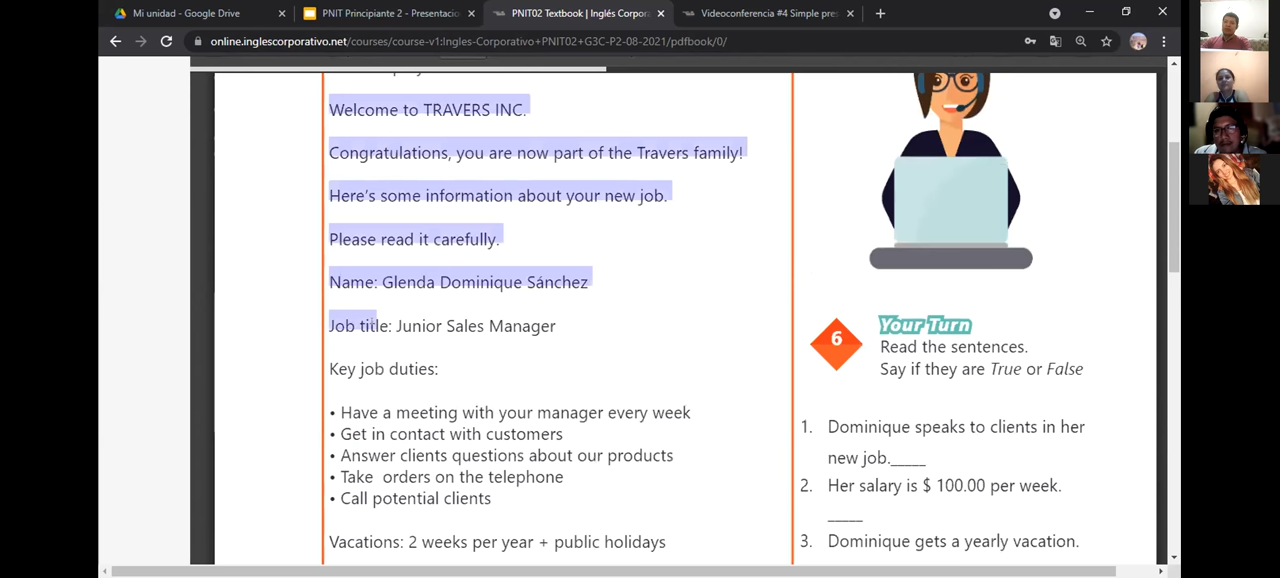 Mi unidad - Google Drive
PNIT Principiante 2 - Presentacio
PNIT02 Textbook | Inglés Corpora
Videoconferencia #4 Simple pres
online.inglescorporativo.net/courses/course-v1:Ingles-Corporativo+PNIT02+G3C-P2-08-2021/pdfbook/0/
Welcome to TRAVERS INC.
Congratulations, you are now part of the Travers family!
Here's some information about your new job.
Please read it carefully.
Name: Glenda Dominique Sánchez
Job title: Junior Sales Manager
Key job duties:
• Have a meeting with your manager every week
• Get in contact with customers
• Answer clients questions about our products
• Take orders on the telephone
• Call potential clients
Vacations: 2 weeks per year + public holidays
6
Your Turn
Read the sentences.
Say if they are True or False
1. Dominique speaks to clients in her
new job._____
2. Her salary is $ 100.00 per week.
_____
3. Dominique gets a yearly vacation.